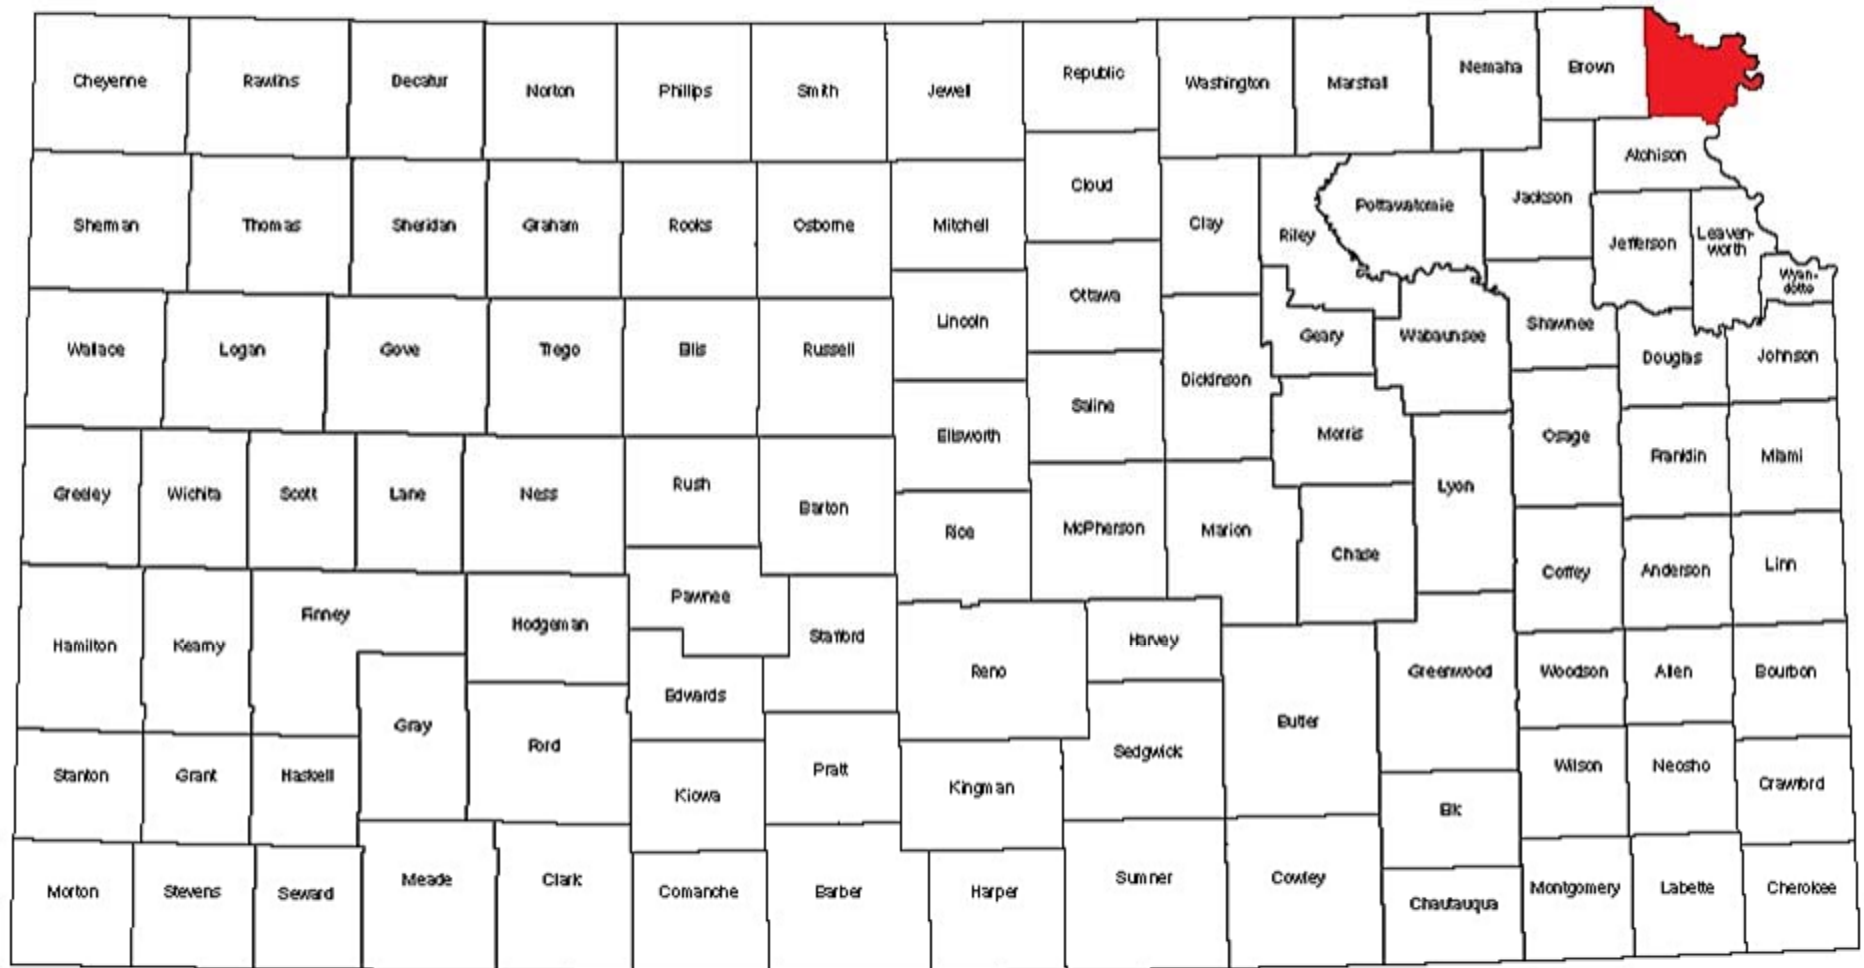 Cheyenne
Rawlins
Decatur
Norton
Phillips
Smith
Jewell
Republic
Washington
Marshall
Nemaha
Brown
Sherman
Thomas
Sheridan
Graham
Rooks
Osborne
Mitchell
Cloud
Clay
Riley
Pottawatomie
Jackson
Atchison
Jefferson
Leaven-
worth
Wyan-
dotte
Wallace
Logan
Gove
Trego
Ellis
Russell
Lincoln
Ottawa
Dickinson
Geary
Wabaunsee
Shawnee
Douglas
Johnson
Ellsworth
Saline
Morris
Lyon
Osage
Franklin
Miami
Greeley
Wichita
Scott
Lane
Ness
Rush
Barton
Rice
McPherson
Marion
Chase
Coffey
Anderson
Linn
Hamilton
Kearny
Finney
Hodgeman
Pawnee
Stafford
Reno
Harvey
Butler
Greenwood
Woodson
Allen
Bourbon
Gray
Ford
Edwards
Stanton
Grant
Haskell
Kiowa
Pratt
Kingman
Sedgwick
Elk
Wilson
Neosho
Crawford
Morton
Stevens
Seward
Meade
Clark
Comanche
Barber
Harper
Sumner
Cowley
Chautauqua
Montgomery
Labette
Cherokee